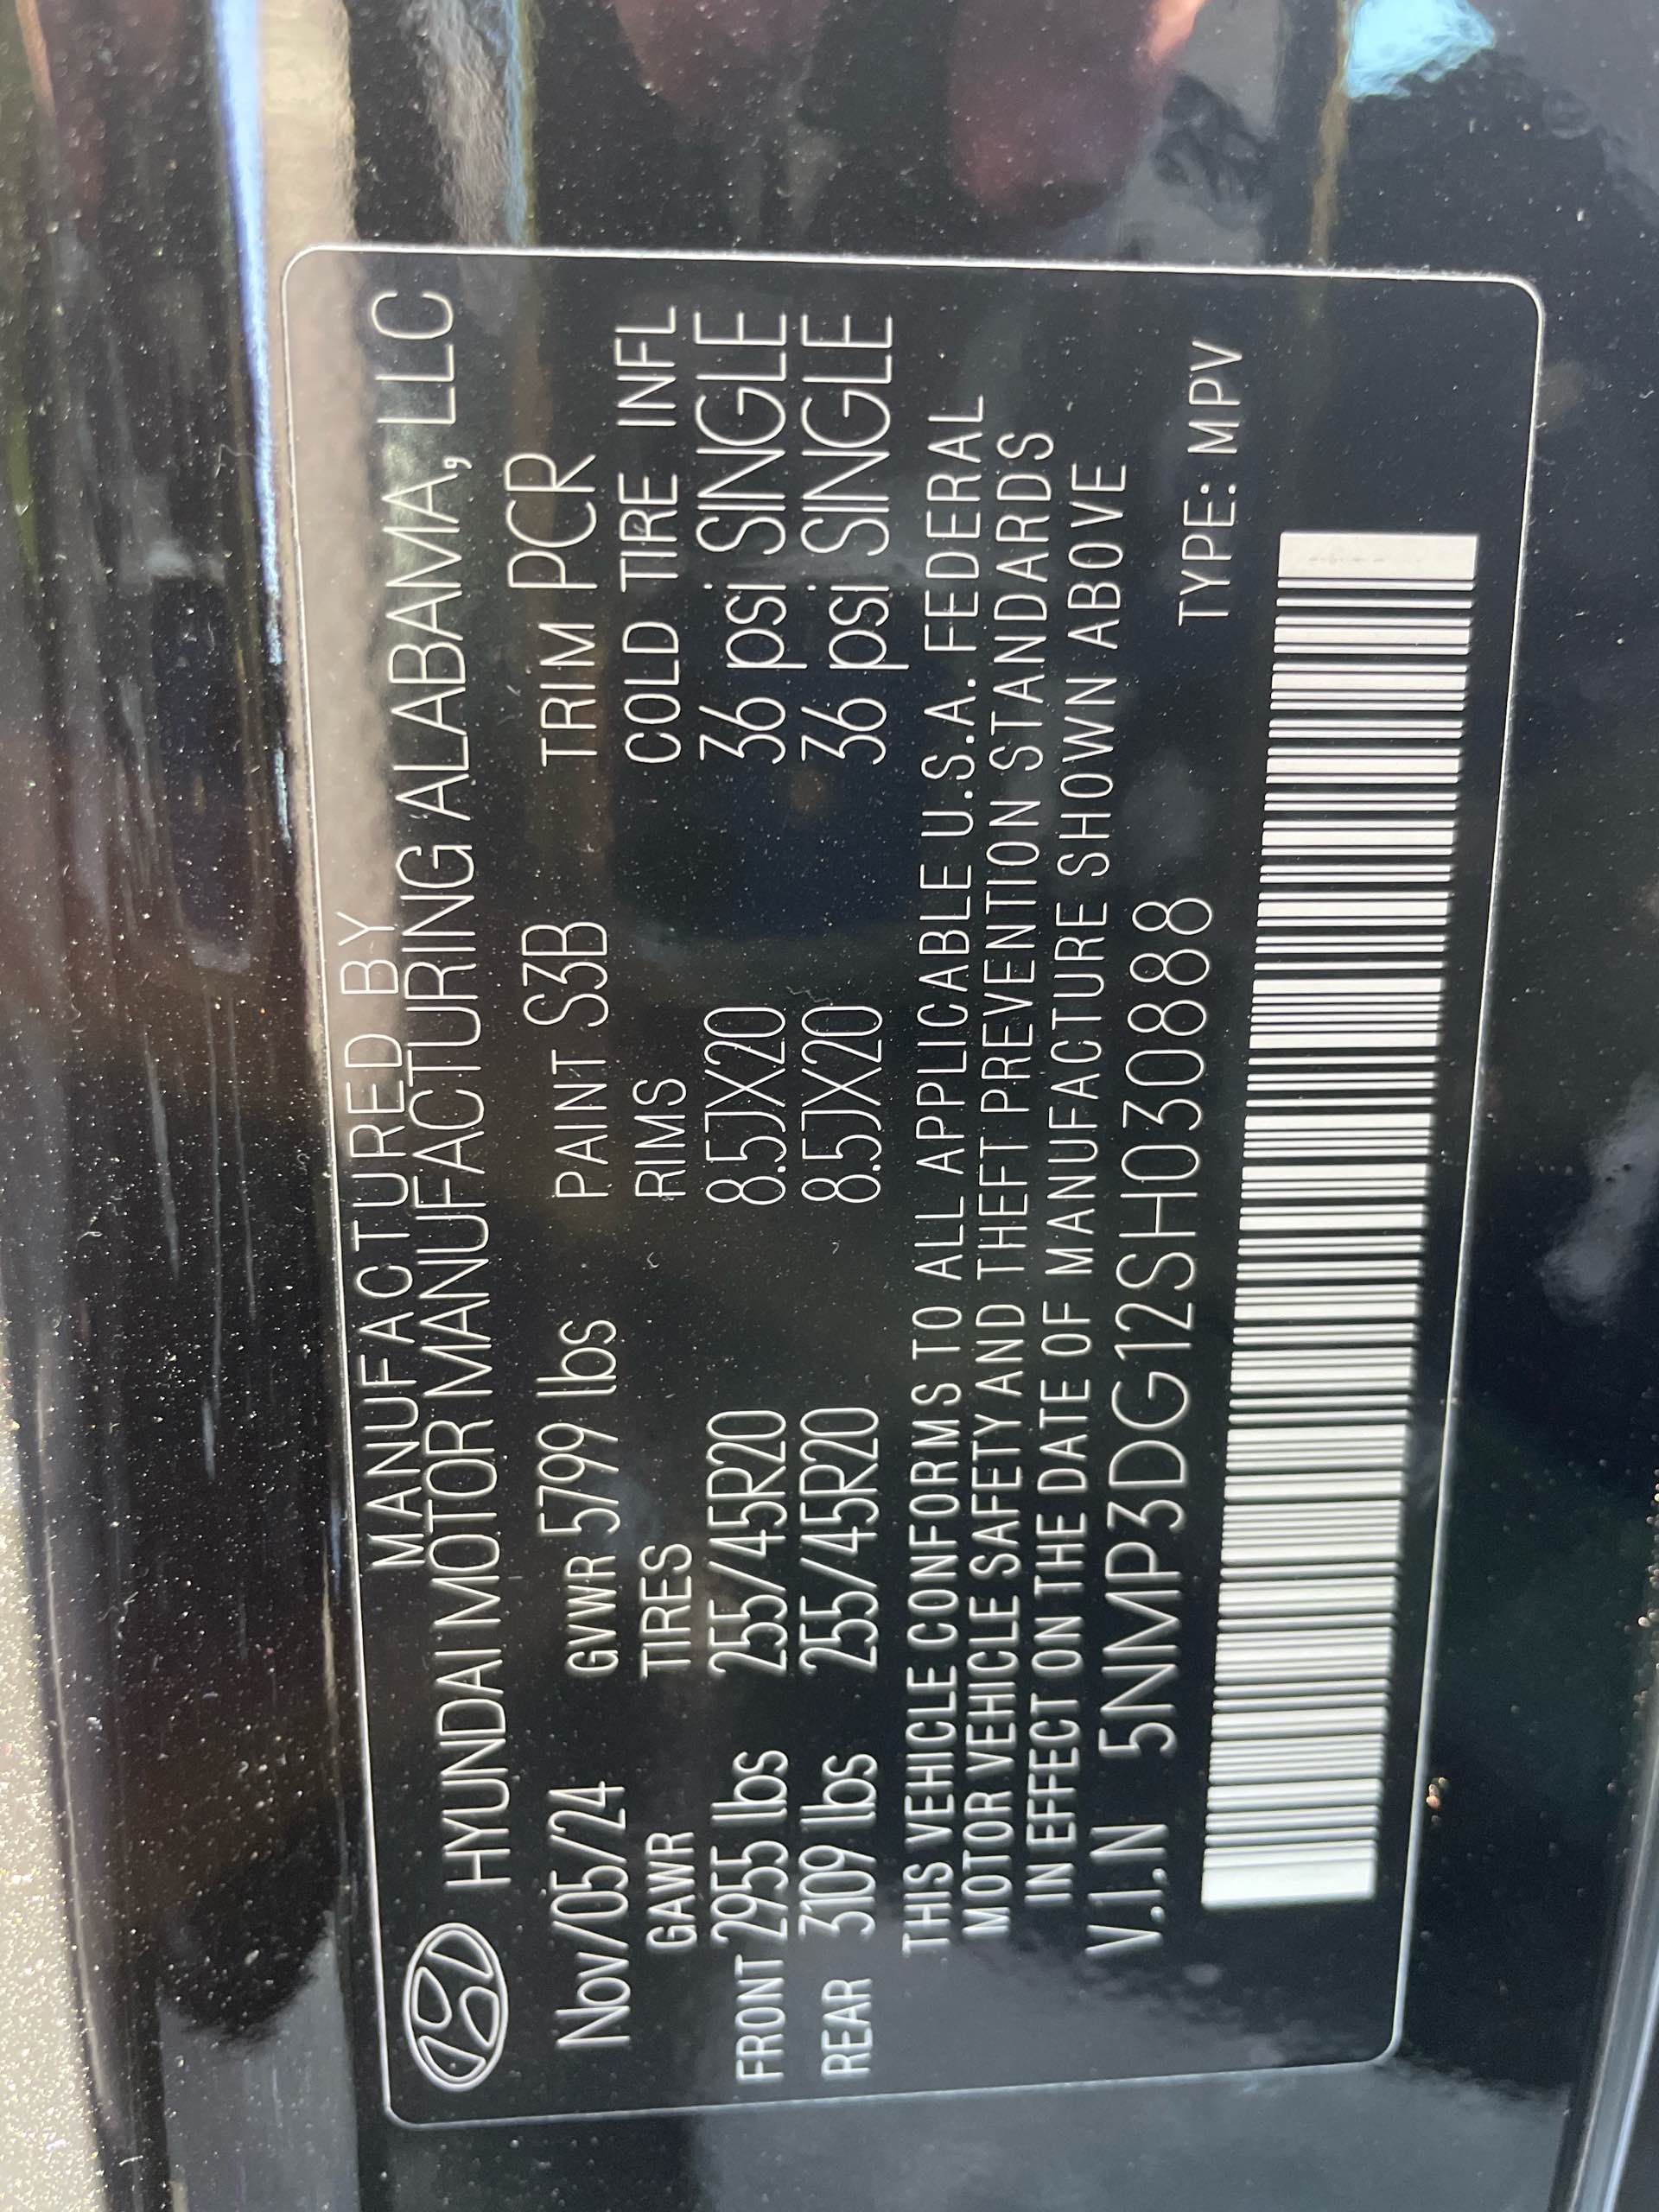 MANUFACTURED BY
HYUNDAI MOTOR MANUFACTURING ALABAMA, LLC
Nov/05/24 GVWR 5799 lbs PAINT S3B TRIM PCR
GAWR TIRES RIMS COLD TIRE INFL
FRONT 2955 lbs 255/45R20 8.5JX20 36 psi SINGLE
REAR 3109 lbs 255/45R20 8.5JX20 36 psi SINGLE
THIS VEHICLE CONFORMS TO ALL APPLICABLE U.S.A. FEDERAL
MOTOR VEHICLE SAFETY AND THEFT PREVENTION STANDARDS
IN EFFECT ON THE DATE OF MANUFACTURE SHOWN ABOVE
V.I.N 5NMP3DG12SH030888
TYPE: MPV